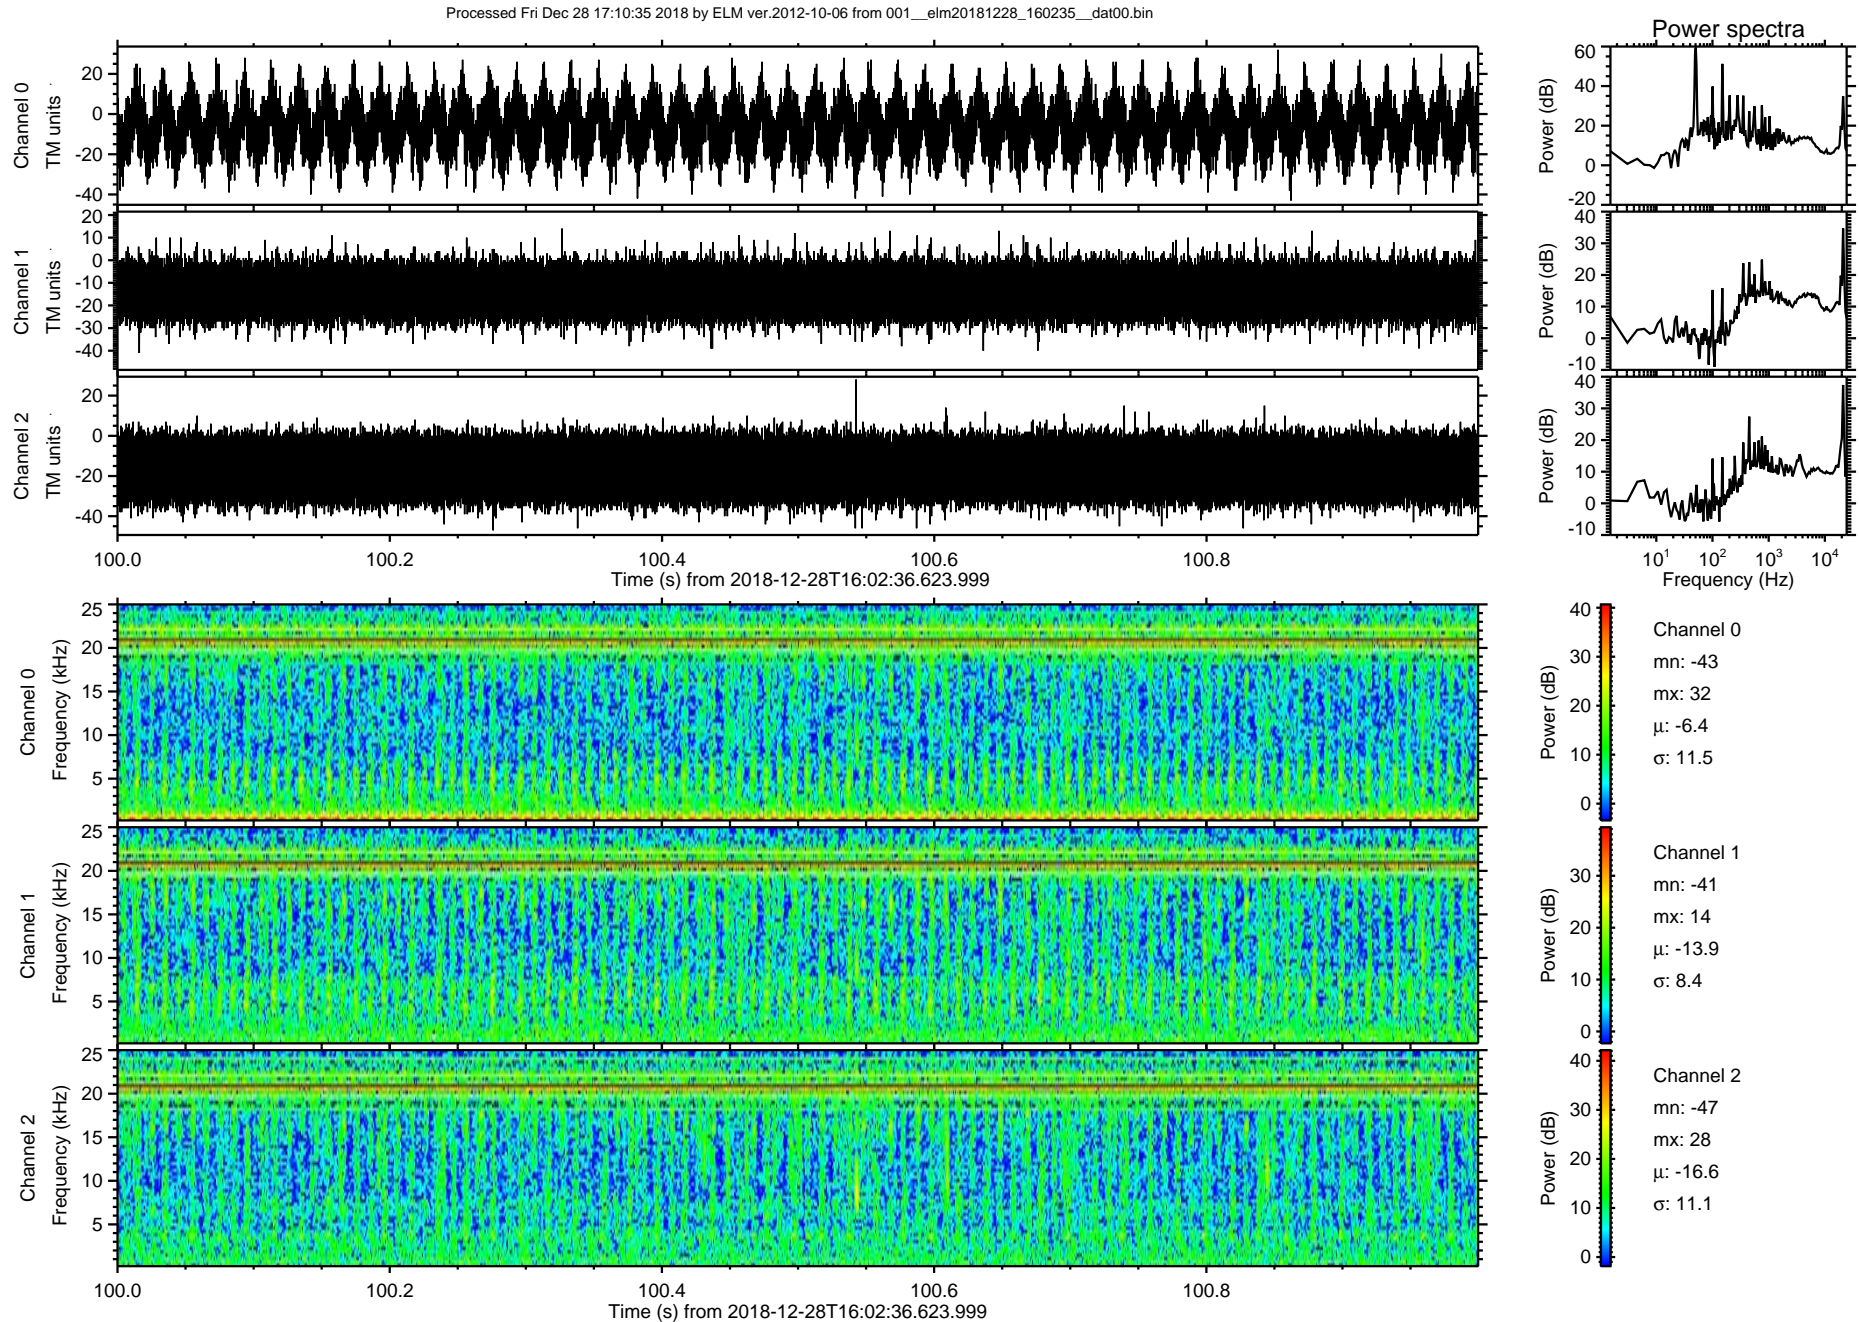 Processed Fri Dec 28 17:10:35 2018 by ELM ver.2012-10-06 from 001__elm20181228_160235__dat00.bin
Power spectra
Channel 0
TM units
20
0
-20
-40
Power (dB)
60
40
20
0
-20
Channel 1
TM units
20
10
0
-10
-20
-30
-40
Power (dB)
40
30
20
10
0
-10
Channel 2
TM units
20
0
-20
-40
Power (dB)
40
30
20
10
0
-10
100.0 100.2 100.4 100.6 100.8
Time (s) from 2018-12-28T16:02:36.623.999
10^1 10^2 10^3 10^4
Frequency (Hz)
Channel 0
Frequency (kHz)
25
20
15
10
5
Power (dB)
40
30
20
10
0
Channel 0
mn: -43
mx: 32
µ: -6.4
σ: 11.5
Channel 1
Frequency (kHz)
25
20
15
10
5
Power (dB)
30
20
10
0
Channel 1
mn: -41
mx: 14
µ: -13.9
σ: 8.4
Channel 2
Frequency (kHz)
25
20
15
10
5
Power (dB)
40
30
20
10
0
Channel 2
mn: -47
mx: 28
µ: -16.6
σ: 11.1
100.0 100.2 100.4 100.6 100.8
Time (s) from 2018-12-28T16:02:36.623.999